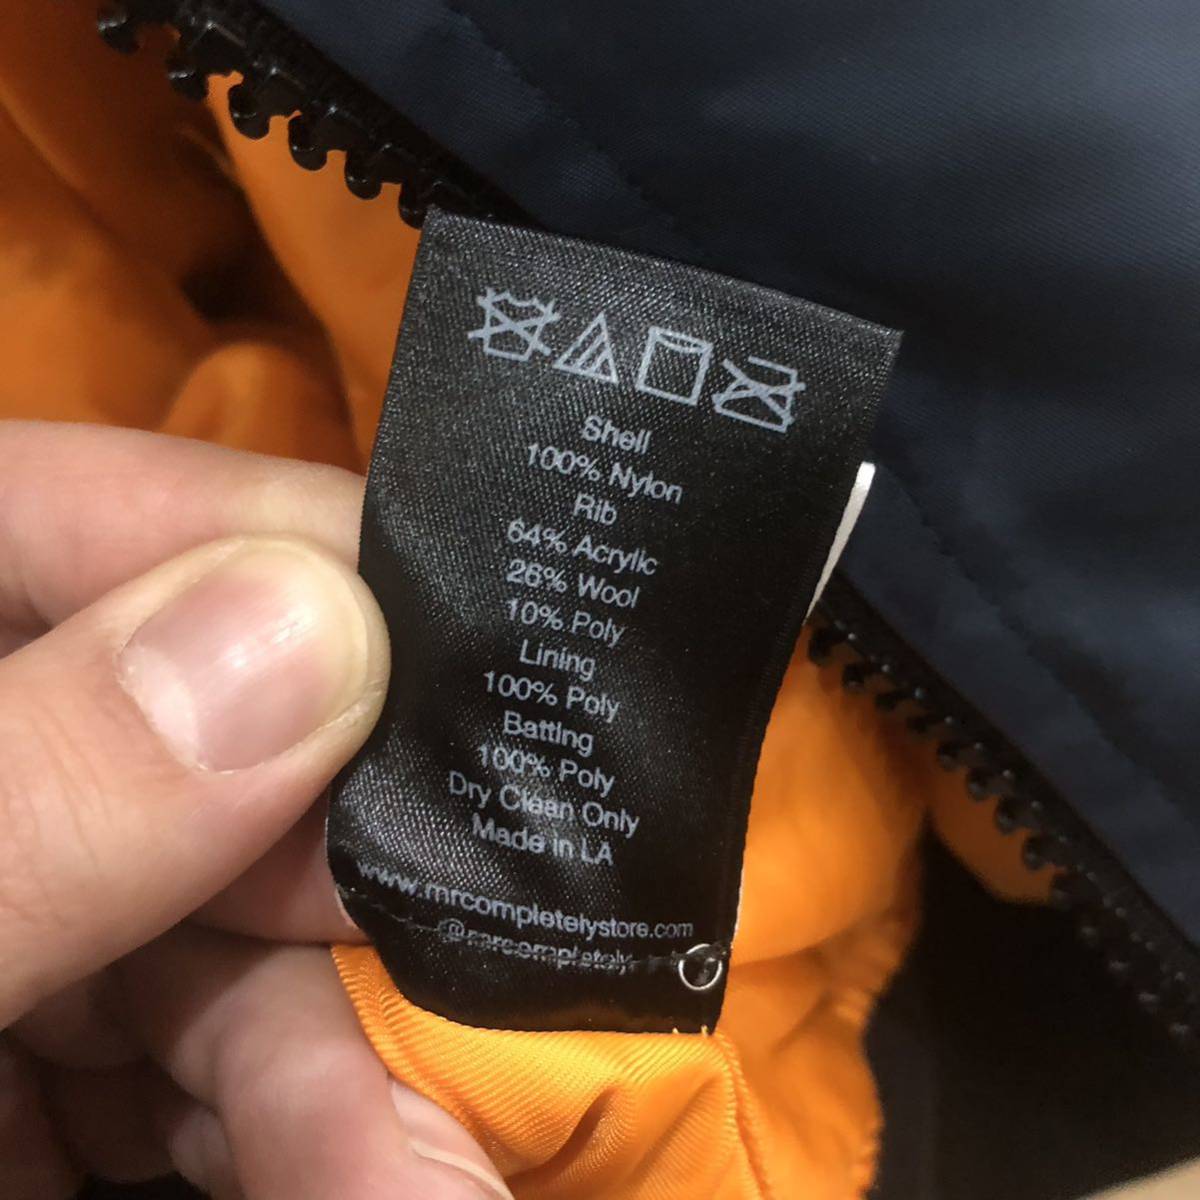 Shell
100% Nylon
Rib
64% Acrylic
26% Wool
10% Poly
Lining
100% Poly
Batting
100% Poly
Dry Clean Only
Made in LA
www.mrcompletelystore.com
@mrcompletely